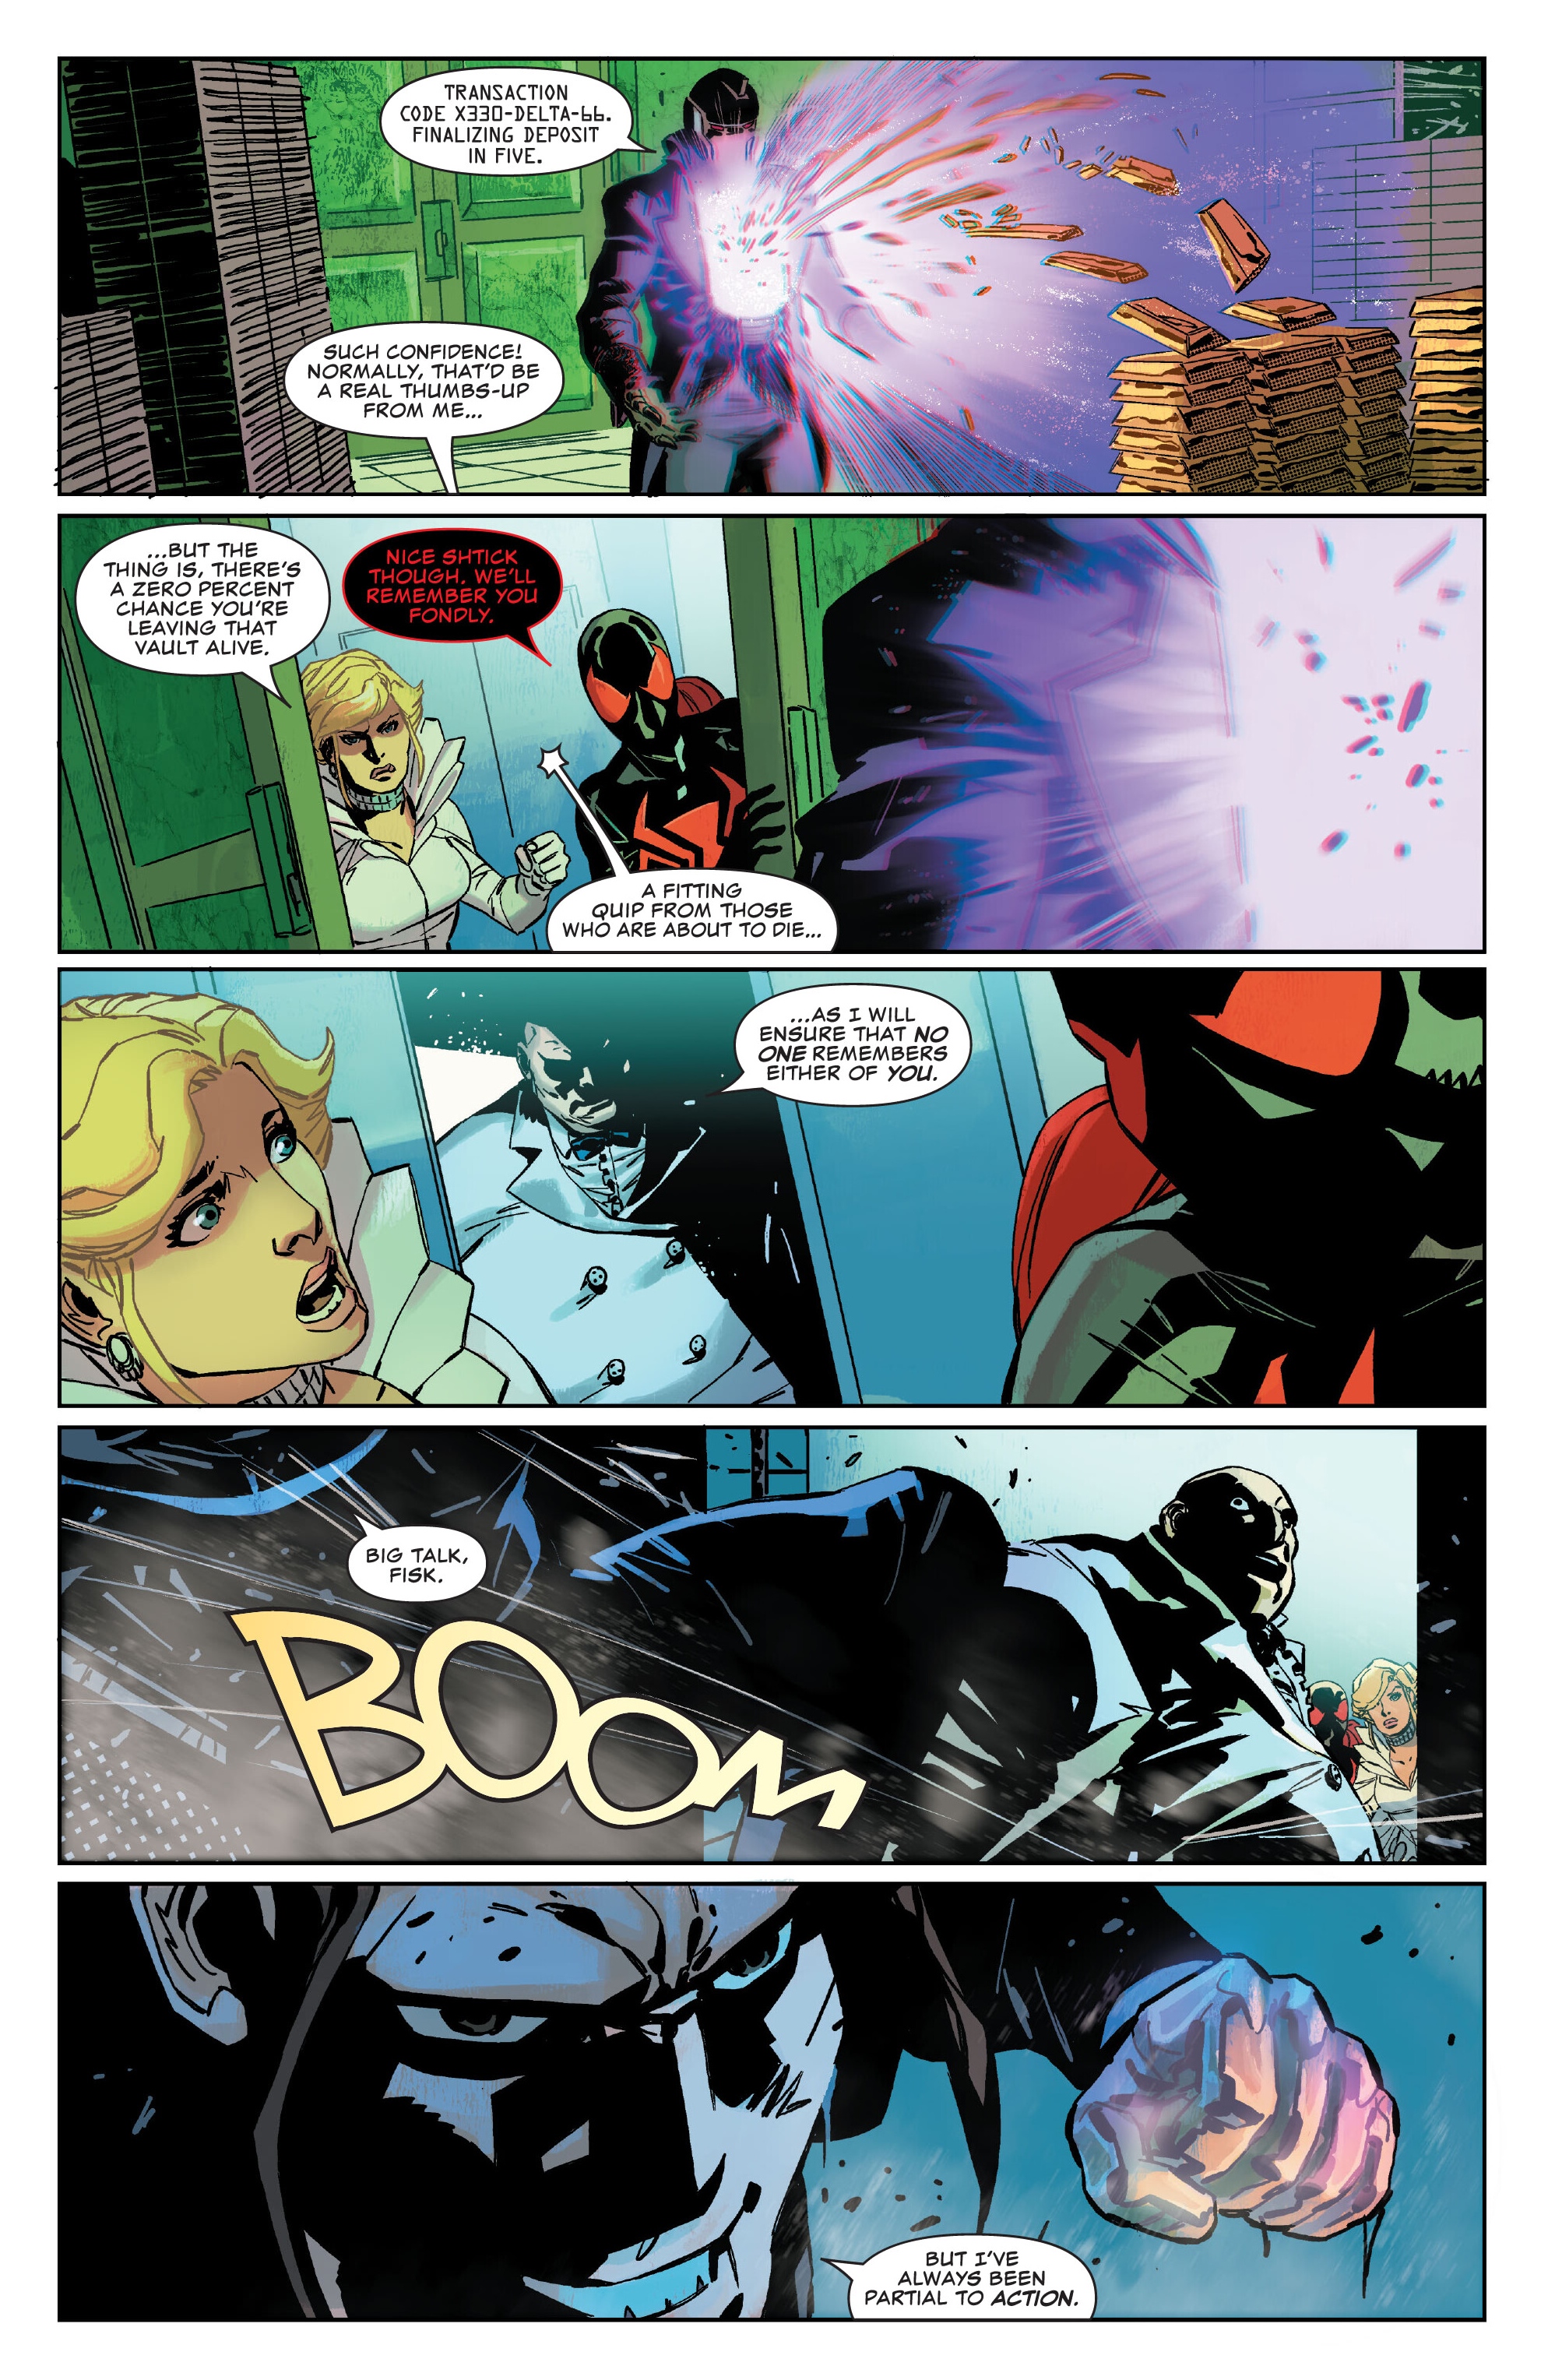 TRANSACTION
CODE X330-DELTA-66.
FINALIZING DEPOSIT
IN FIVE.
SUCH CONFIDENCE!
NORMALLY, THAT'D BE
A REAL THUMBS-UP
FROM ME...
...BUT THE
THING IS, THERE'S
A ZERO PERCENT
CHANCE YOU'RE
LEAVING THAT
VAULT ALIVE.
NICE SHTICK
THOUGH. WE'LL
REMEMBER YOU
FONDLY.
A FITTING
QUIP FROM THOSE
WHO ARE ABOUT TO DIE...
...AS I WILL
ENSURE THAT NO
ONE REMEMBERS
EITHER OF YOU.
BIG TALK,
FISK.
BOOM
BUT I'VE
ALWAYS BEEN
PARTIAL TO ACTION.